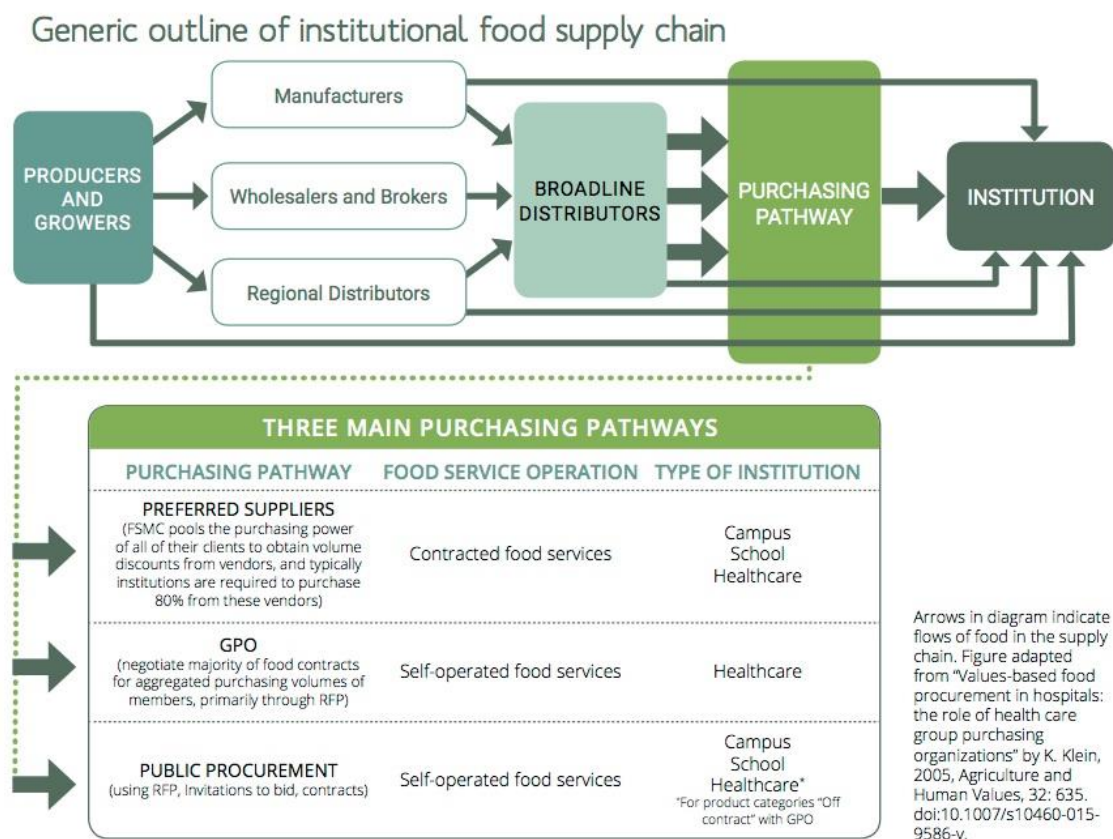 Generic outline of institutional food supply chain
Manufacturers
PRODUCERS
AND
GROWERS
Wholesalers and Brokers
Regional Distributors
BROADLINE
DISTRIBUTORS
PURCHASING
PATHWAY
INSTITUTION
THREE MAIN PURCHASING PATHWAYS
PURCHASING PATHWAY
FOOD SERVICE OPERATION
TYPE OF INSTITUTION
PREFERRED SUPPLIERS
(FSMC pools the purchasing power
of all of their clients to obtain volume
discounts from vendors, and typically
institutions are required to purchase
80% from these vendors)
Contracted food services
Campus
School
Healthcare
GPO
(negotiate majority of food contracts
for aggregated purchasing volumes of
members, primarily through RFP)
Self-operated food services
Healthcare
PUBLIC PROCUREMENT
(using RFP, Invitations to bid, contracts)
Self-operated food services
Campus
School
Healthcare*
*For product categories "Off
contract" with GPO
Arrows in diagram indicate
flows of food in the supply
chain. Figure adapted
from "Values-based food
procurement in hospitals:
the role of health care
group purchasing
organizations" by K. Klein,
2005, Agriculture and
Human Values, 32: 635.
doi:10.1007/s10460-015-
9586-y.